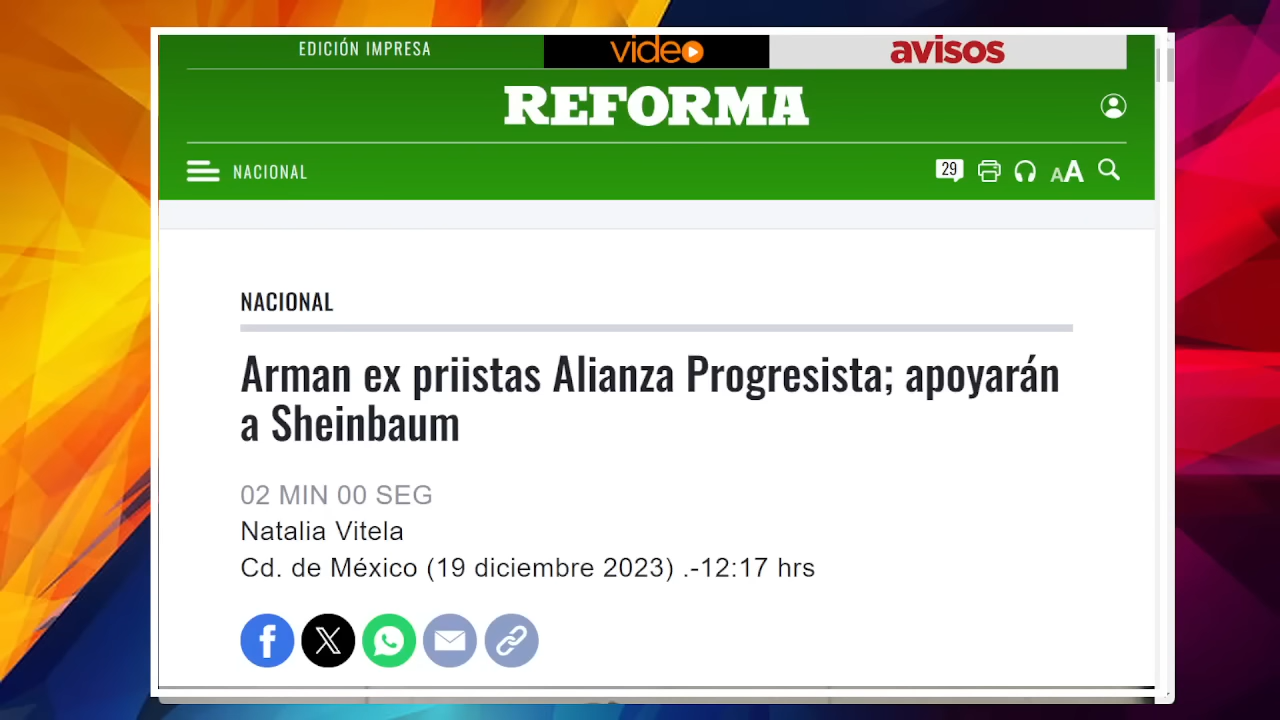 EDICIÓN IMPRESA
video
avisos
REFORMA
NACIONAL
29
AA
NACIONAL
Arman ex priistas Alianza Progresista; apoyarán
a Sheinbaum
02 MIN 00 SEG
Natalia Vitela
Cd. de México (19 diciembre 2023) .-12:17 hrs